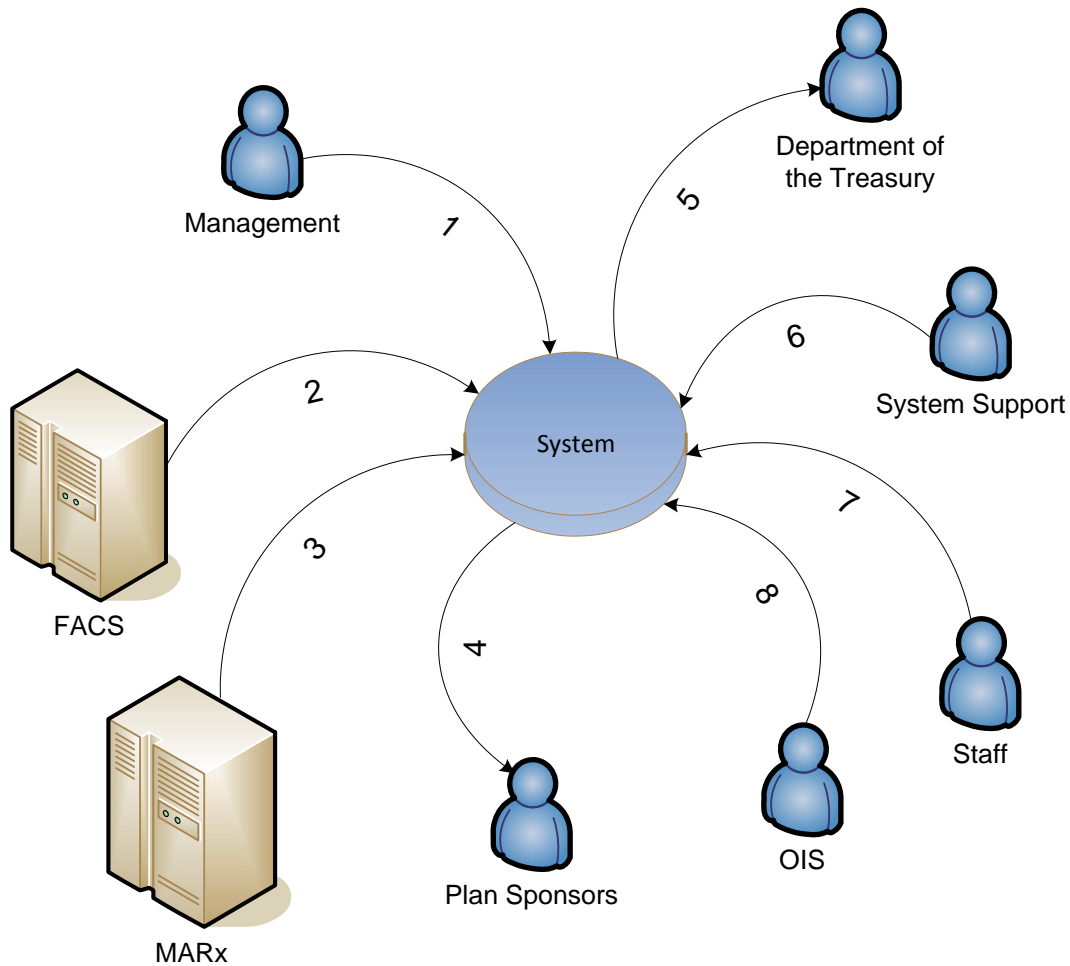 Department of
the Treasury
Management
1
5
6
System Support
2
System
FACS
3
7
4
8
Staff
OIS
Plan Sponsors
MARx